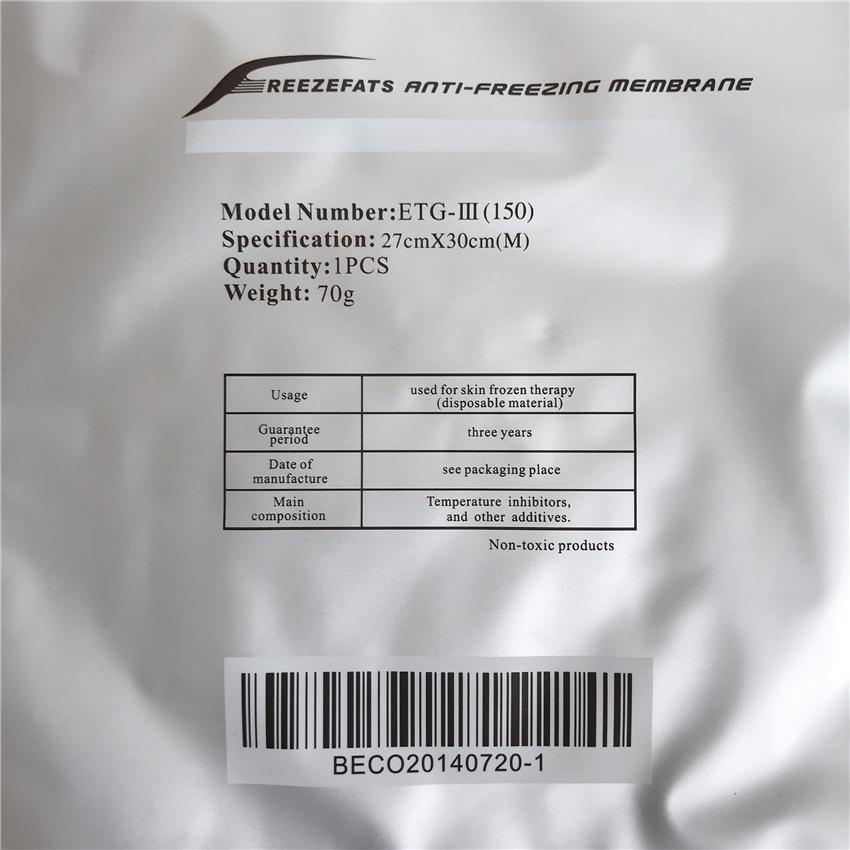 FREEZEFATS ANTI-FREEZING MEMBRANE
Model Number:ETG-Ⅲ(150)
Specification: 27cmX30cm(M)
Quantity:1PCS
Weight: 70g
Usage
used for skin frozen therapy
(disposable material)
Guarantee
period
three years
Date of
manufacture
see packaging place
Main
composition
Temperature inhibitors,
and other additives.
Non-toxic products
BECO20140720-1